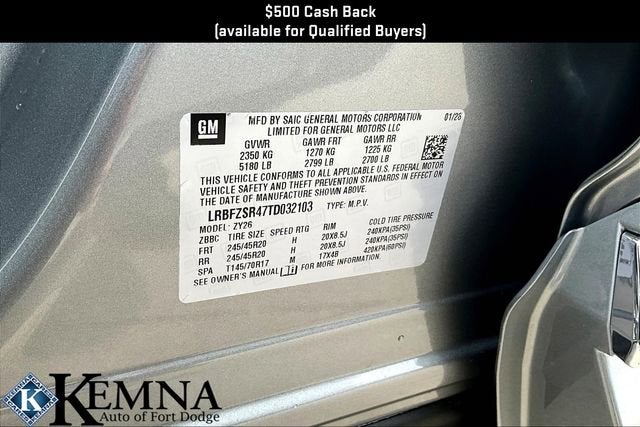 $500 Cash Back
(available for Qualified Buyers)
GM
MFD BY SAIC GENERAL MOTORS CORPORATION 01/26
LIMITED FOR GENERAL MOTORS LLC
GVWR GAWR FRT GAWR RR
2350 KG 1270 KG 1225 KG
5180 LB 2799 LB 2700 LB
THIS VEHICLE CONFORMS TO ALL APPLICABLE U.S. FEDERAL MOTOR
VEHICLE SAFETY AND THEFT PREVENTION STANDARDS IN EFFECT ON
THE DATE OF MANUFACTURE SHOWN ABOVE.
LRBFZSR47TD032103 TYPE: M.P.V.
MODEL: ZY26
ZBBC TIRE SIZE SPEED RTG RIM COLD TIRE PRESSURE
FRT 245/45R20 H 20X8.5J 240KPA(35PSI)
RR 245/45R20 H 20X8.5J 240KPA(35PSI)
SPA T145/70R17 M 17X4B 420KPA(60PSI)
SEE OWNER'S MANUAL FOR MORE INFORMATION
KEMNA
Auto of Fort Dodge